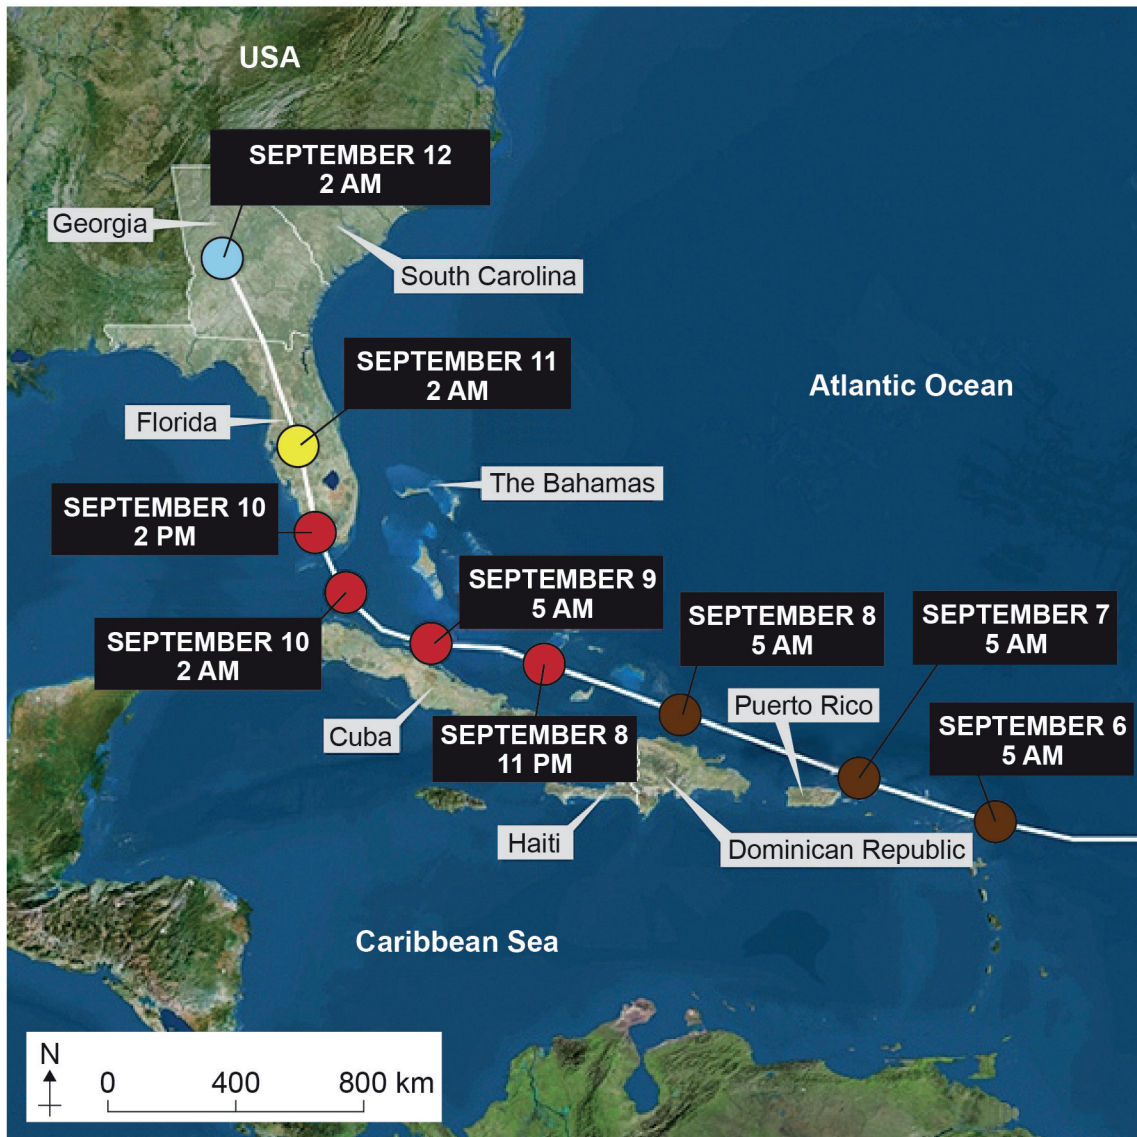 USA
SEPTEMBER 12
2 AM
Georgia
South Carolina
SEPTEMBER 11
2 AM
Atlantic Ocean
Florida
The Bahamas
SEPTEMBER 10
2 PM
SEPTEMBER 9
5 AM
SEPTEMBER 8
5 AM
SEPTEMBER 7
5 AM
SEPTEMBER 10
2 AM
Puerto Rico
Cuba
SEPTEMBER 8
11 PM
SEPTEMBER 6
5 AM
Haiti
Dominican Republic
Caribbean Sea
N
0 400 800 km